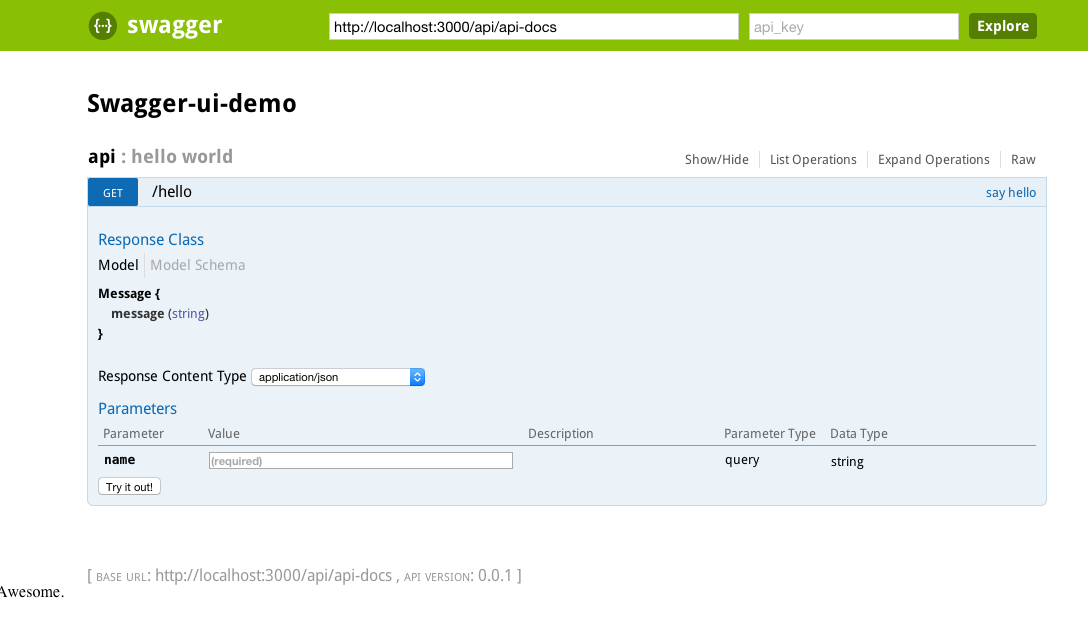 {···} swagger http://localhost:3000/api/api-docs api_key Explore
Swagger-ui-demo
api : hello world Show/Hide List Operations Expand Operations Raw
GET /hello say hello
Response Class
Model Model Schema
Message {
message (string)
}
Response Content Type application/json
Parameters
Parameter Value Description Parameter Type Data Type
name (required) query string
Try it out!
[ BASE URL: http://localhost:3000/api/api-docs , API VERSION: 0.0.1 ]
Awesome.